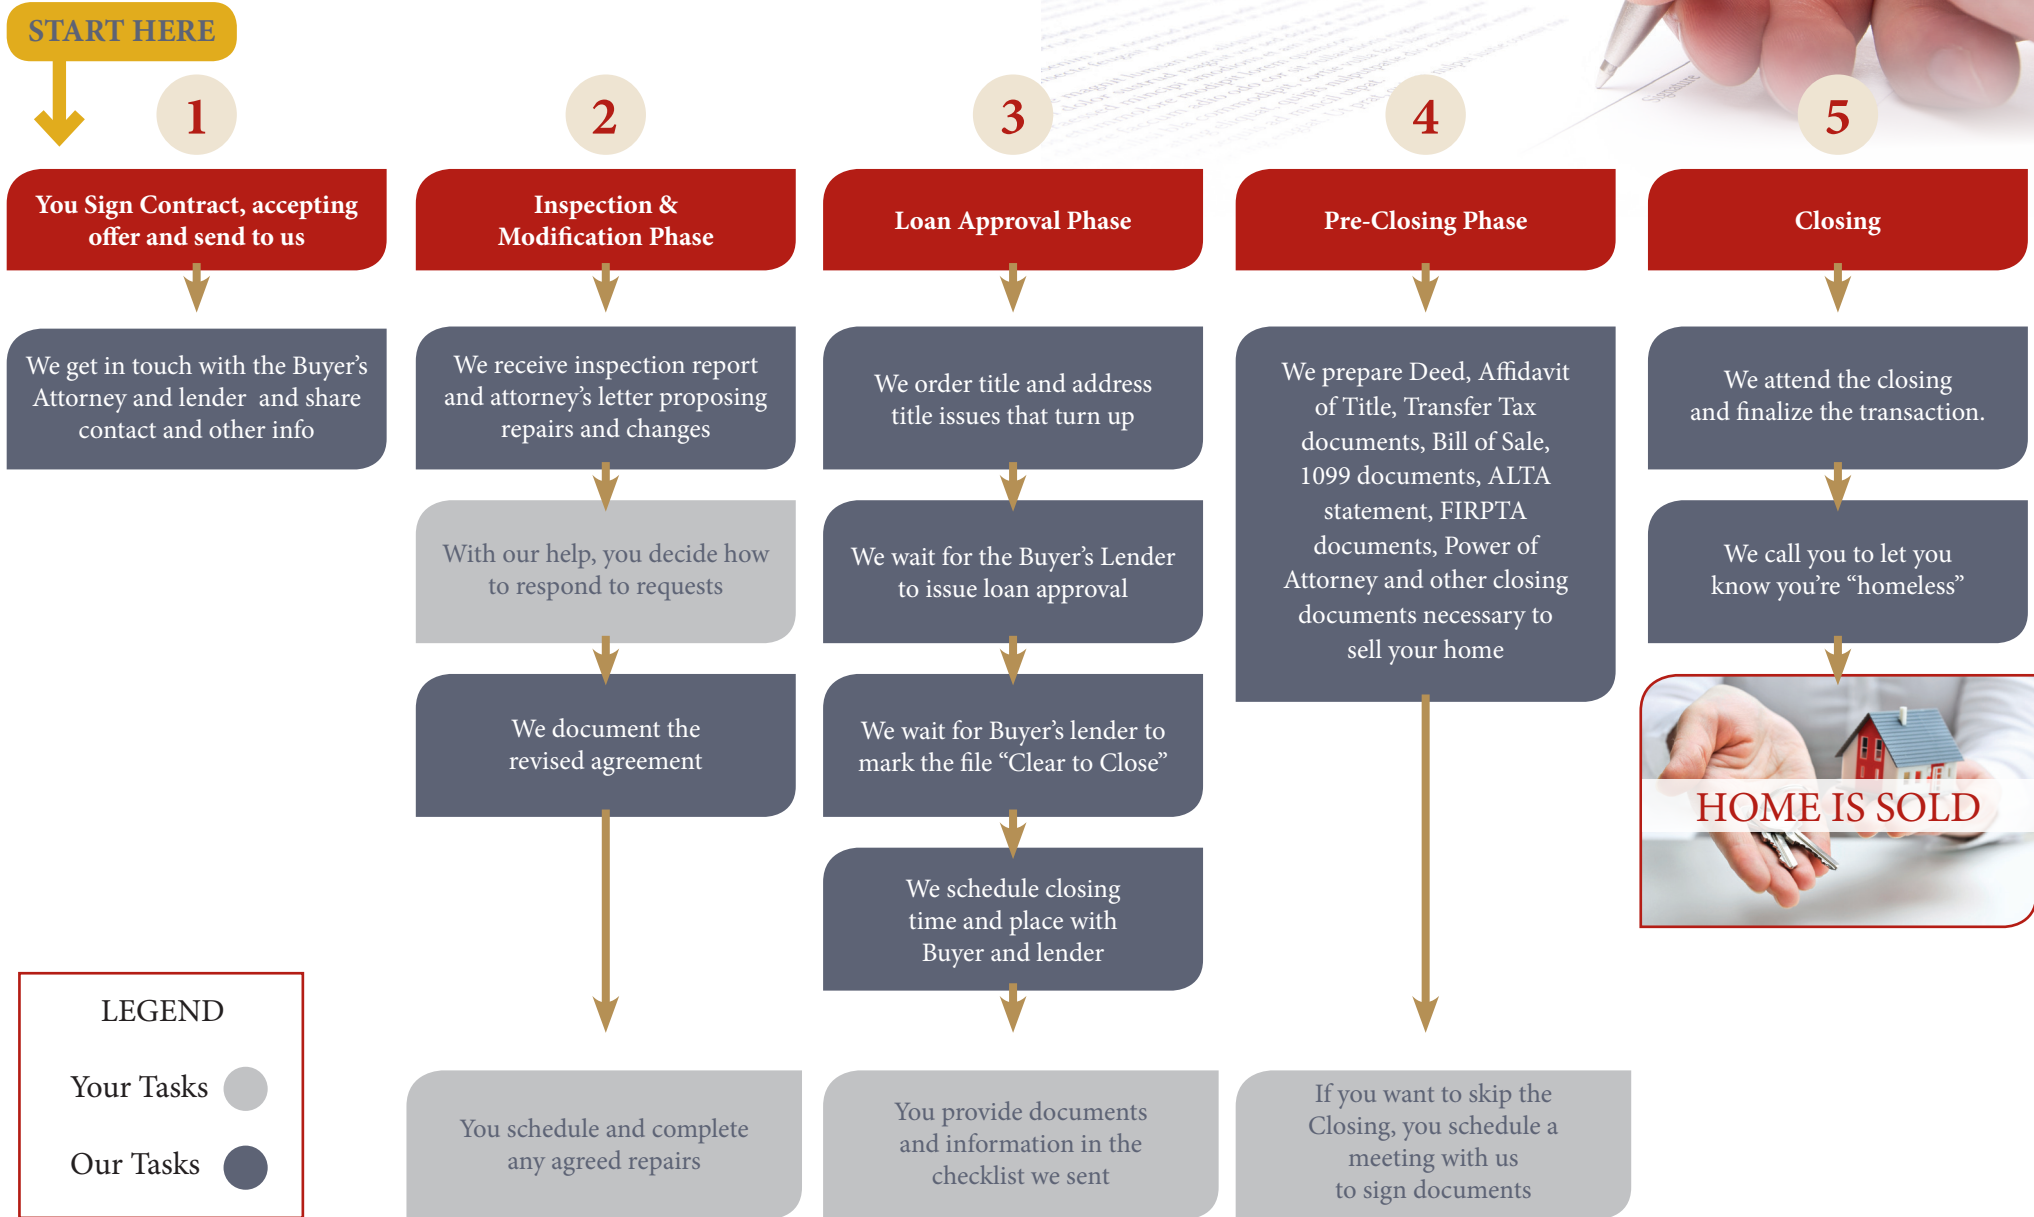 START HERE
1
You Sign Contract, accepting
offer and send to us
We get in touch with the Buyer's
Attorney and lender and share
contact and other info
2
Inspection &
Modification Phase
We receive inspection report
and attorney's letter proposing
repairs and changes
With our help, you decide how
to respond to requests
We document the
revised agreement
You schedule and complete
any agreed repairs
3
Loan Approval Phase
We order title and address
title issues that turn up
We wait for the Buyer's Lender
to issue loan approval
We wait for Buyer's lender to
mark the file “Clear to Close”
We schedule closing
time and place with
Buyer and lender
You provide documents
and information in the
checklist we sent
4
Pre-Closing Phase
We prepare Deed, Affidavit
of Title, Transfer Tax
documents, Bill of Sale,
1099 documents, ALTA
statement, FIRPTA
documents, Power of
Attorney and other closing
documents necessary to
sell your home
If you want to skip the
Closing, you schedule a
meeting with us
to sign documents
5
Closing
We attend the closing
and finalize the transaction.
We call you to let you
know you're “homeless”
HOME IS SOLD
LEGEND
Your Tasks
Our Tasks
Signature